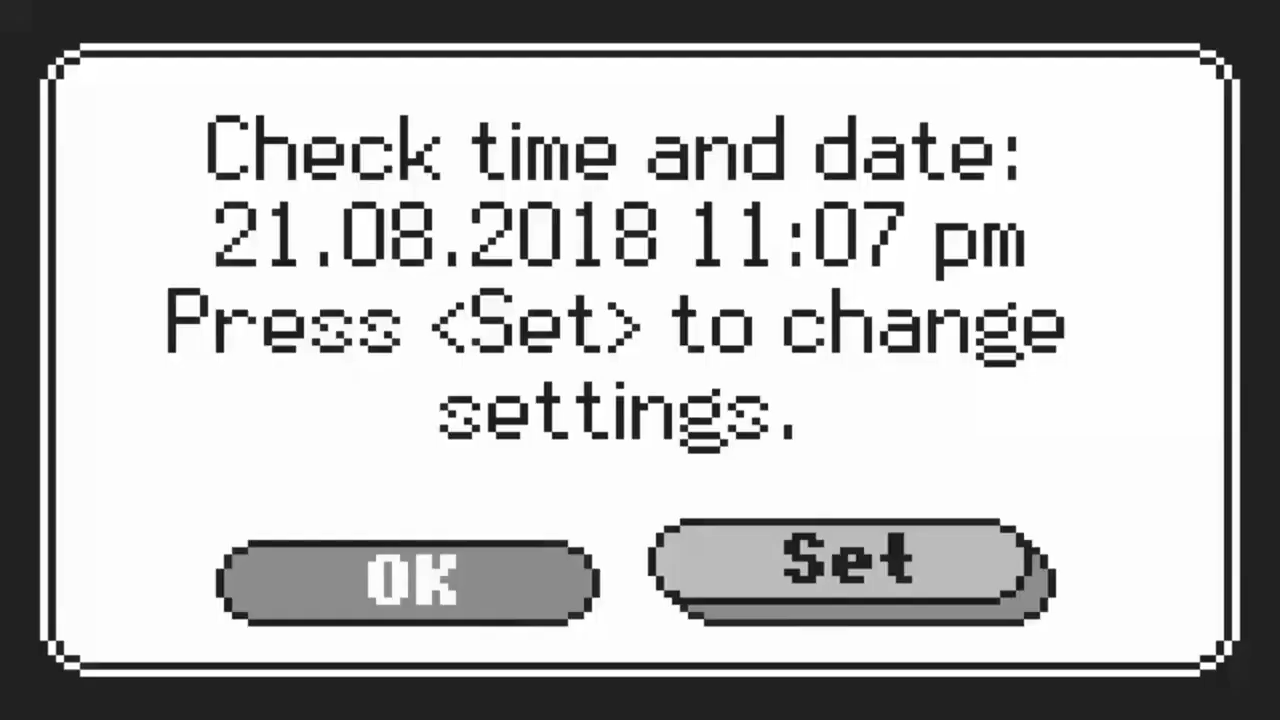 Check time and date:
21.08.2018 11:07 pm
Press <Set> to change
settings.
OK
Set